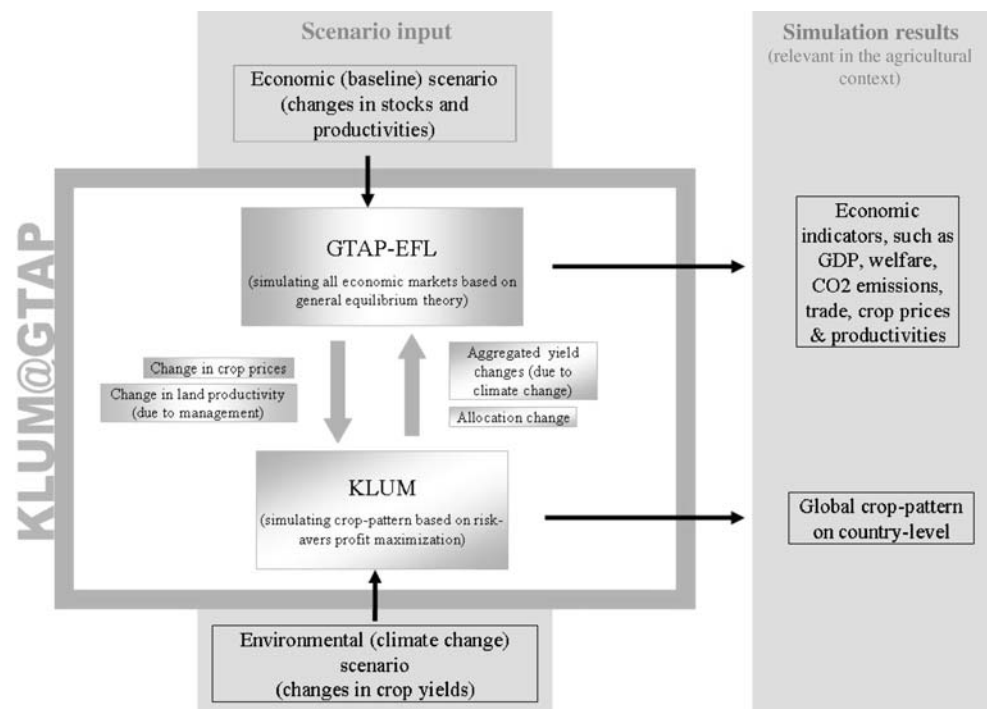 Scenario input
Simulation results
(relevant in the agricultural
context)
Economic (baseline) scenario
(changes in stocks and
productivities)
KLUM@GTAP
GTAP-EFL
(simulating all economic markets based on
general equilibrium theory)
Economic
indicators, such as
GDP, welfare,
CO2 emissions,
trade, crop prices
& productivities
Change in crop prices
Change in land productivity
(due to management)
Aggregated yield
changes (due to
climate change)
Allocation change
KLUM
(simulating crop-pattern based on risk-
avers profit maximization)
Global crop-pattern
on country-level
Environmental (climate change)
scenario
(changes in crop yields)